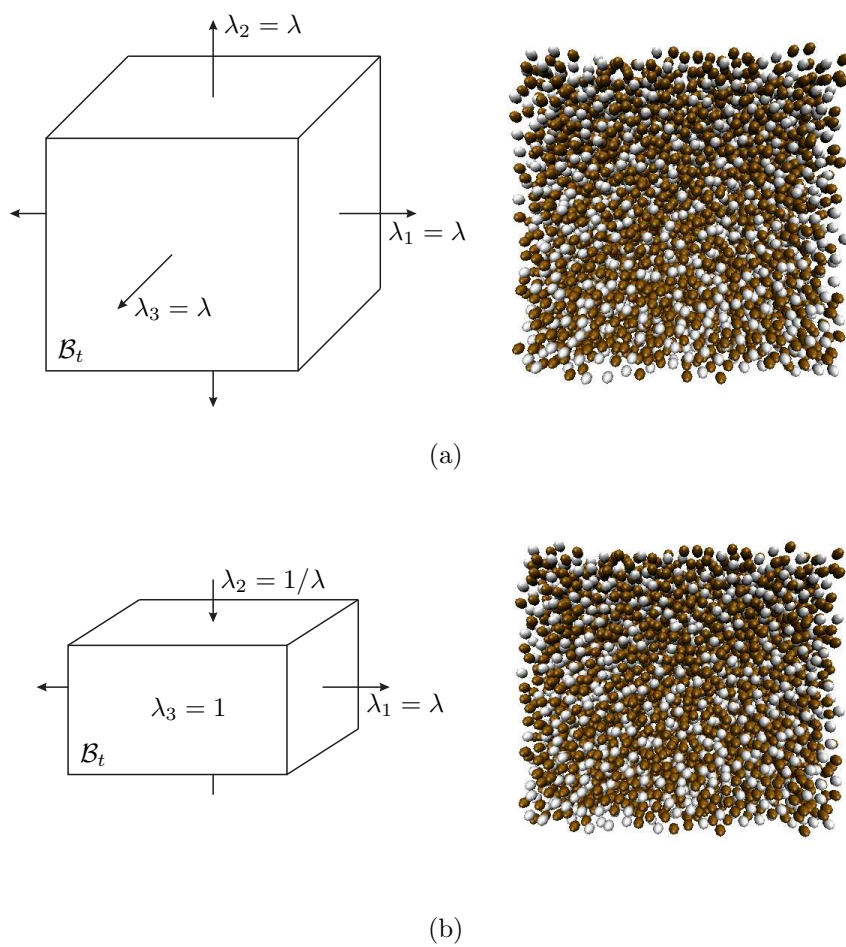 λ₂ = λ
λ₁ = λ
λ₃ = λ
ℬₜ
(a)
λ₂ = 1/λ
λ₃ = 1
λ₁ = λ
ℬₜ
(b)